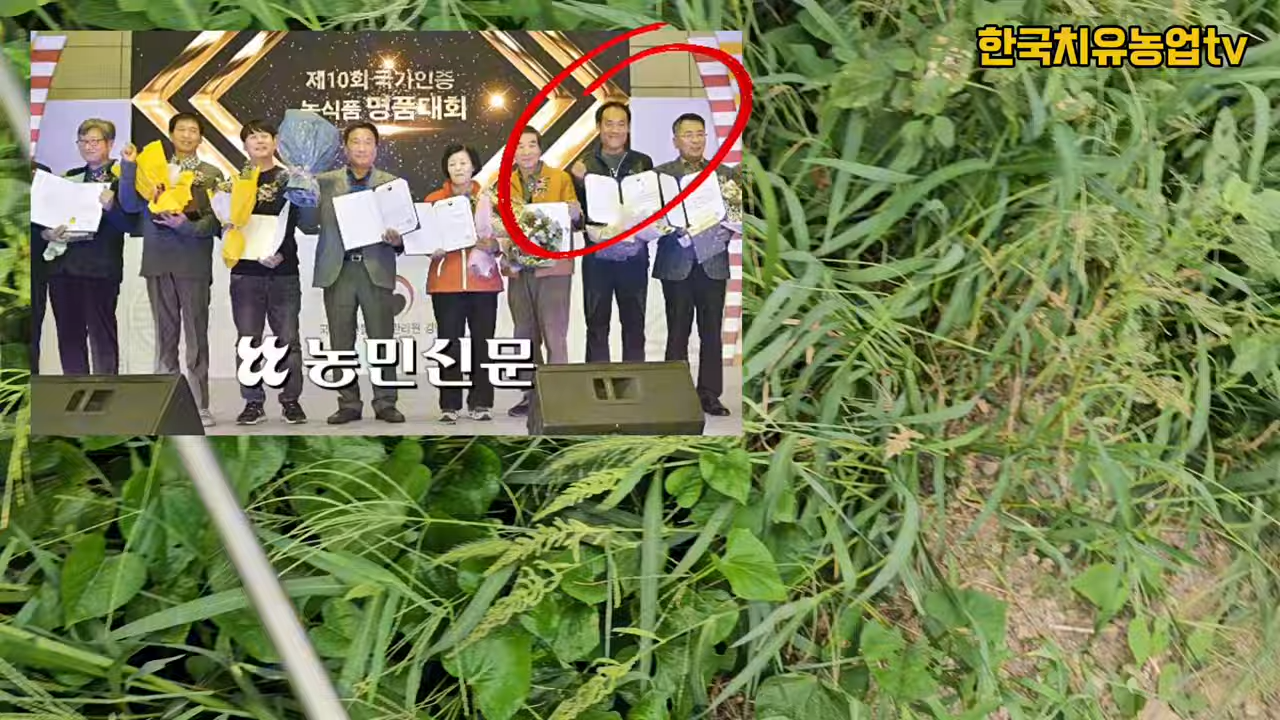 한국치유농업tv
제10회 국가인증
농식품 명품대회
농민신문